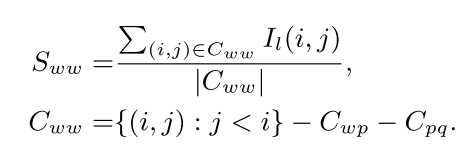 S_{ww} = \frac{\sum_{(i,j) \in C_{ww}} I_l(i,j)}{|C_{ww}|},
C_{ww} = \{(i,j) : j < i\} - C_{wp} - C_{pq}.